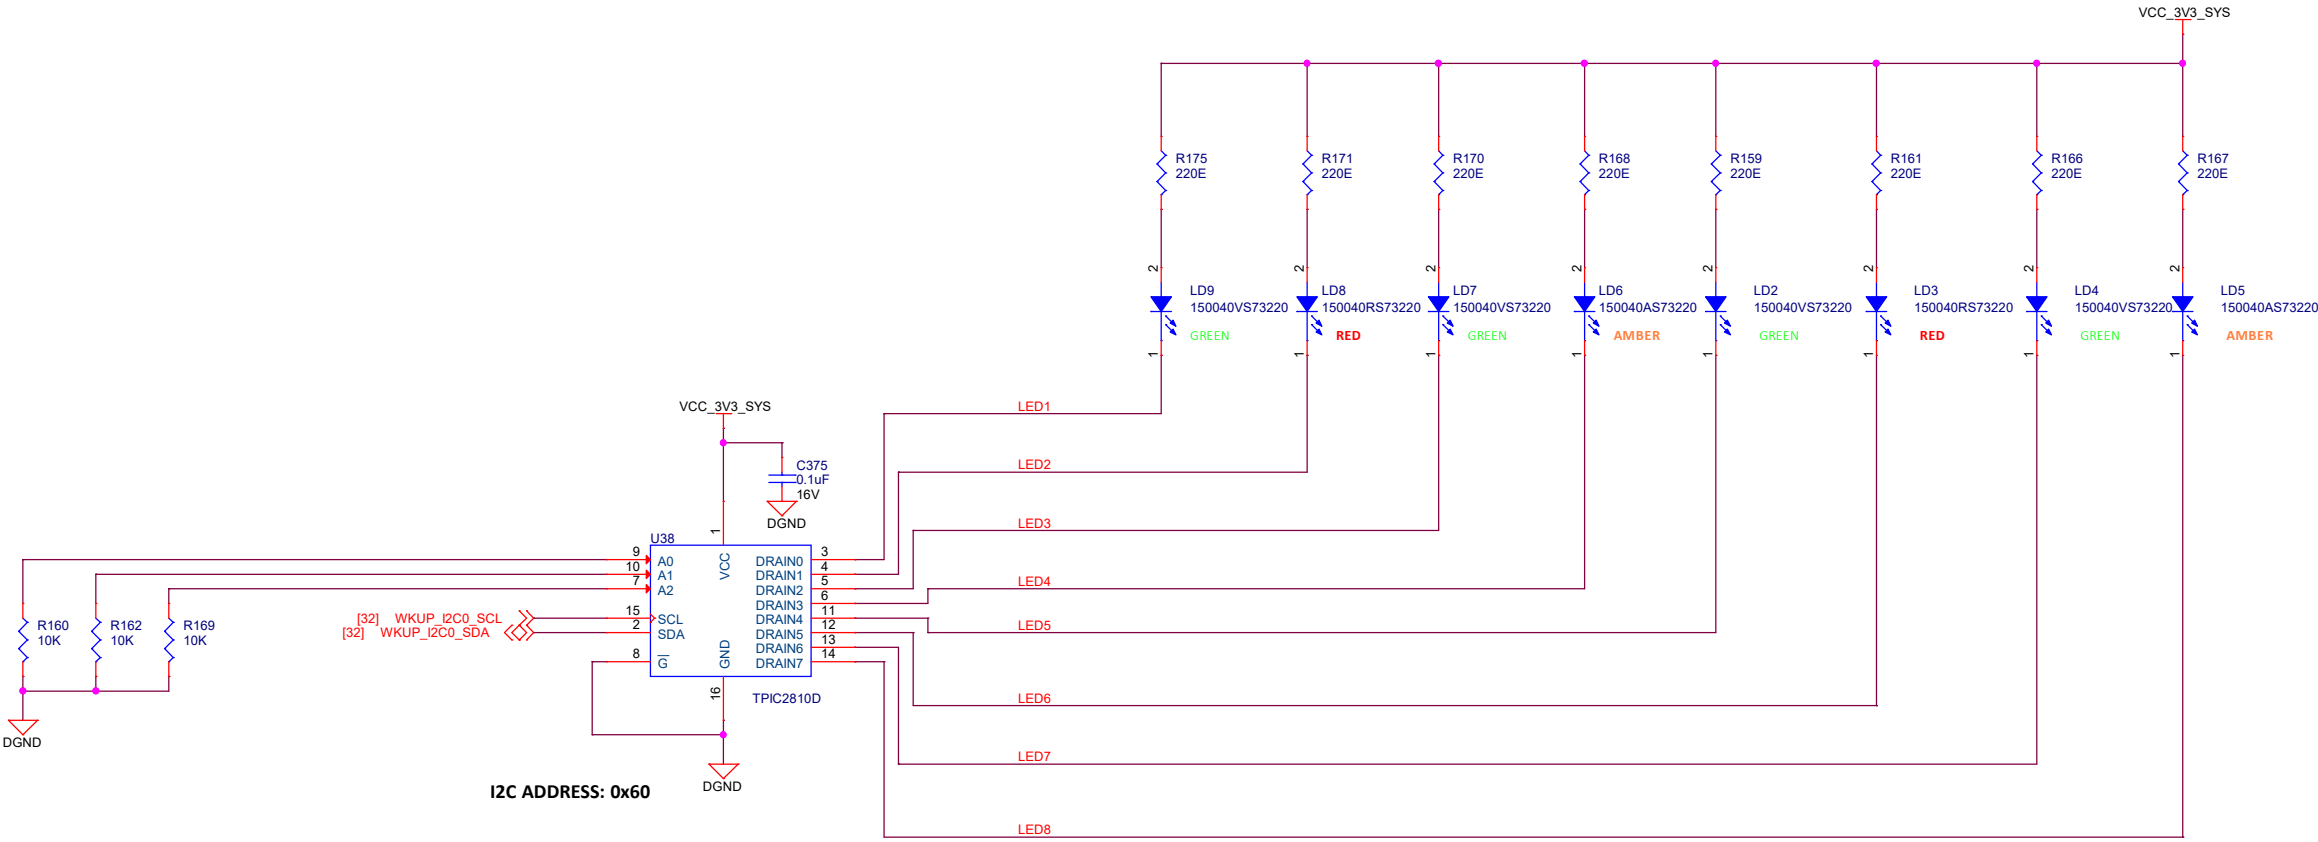 VCC_3V3_SYS
R175
220E
R171
220E
R170
220E
R168
220E
R159
220E
R161
220E
R166
220E
R167
220E
2
2
2
2
2
2
2
2
LD9
150040VS73220
GREEN
LD8
150040RS73220
RED
LD7
150040VS73220
GREEN
LD6
150040AS73220
AMBER
LD2
150040VS73220
GREEN
LD3
150040RS73220
RED
LD4
150040VS73220
GREEN
LD5
150040AS73220
AMBER
1
1
1
1
1
1
1
1
LED1
LED2
LED3
LED4
LED5
LED6
LED7
LED8
VCC_3V3_SYS
C375
0.1uF
16V
DGND
1
U38
9
10
7
15
2
8
A0
A1
A2
SCL
SDA
G
VCC
GND
DRAIN0
DRAIN1
DRAIN2
DRAIN3
DRAIN4
DRAIN5
DRAIN6
DRAIN7
3
4
5
6
11
12
13
14
16
TPIC2810D
[32] WKUP_I2C0_SCL
[32] WKUP_I2C0_SDA
R160
10K
R162
10K
R169
10K
DGND
DGND
I2C ADDRESS: 0x60